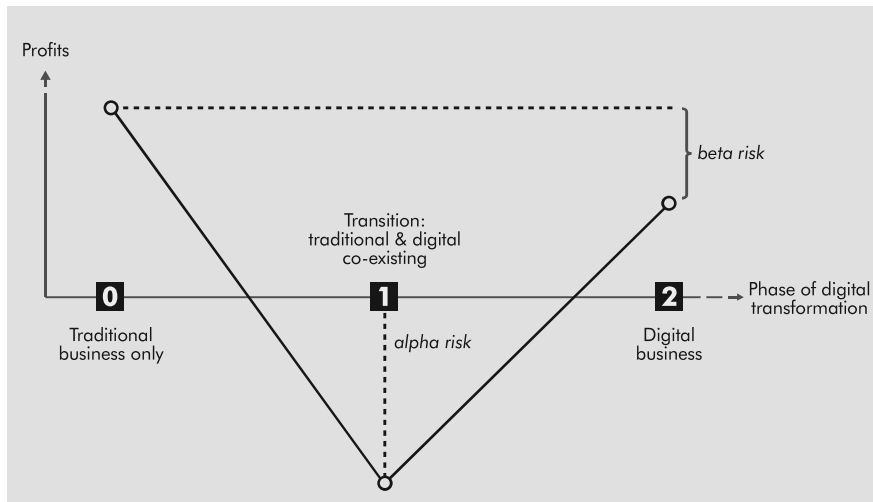 Profits
beta risk
Transition:
traditional & digital
co-existing
0
1
2
Phase of digital
transformation
Traditional
business only
alpha risk
Digital
business